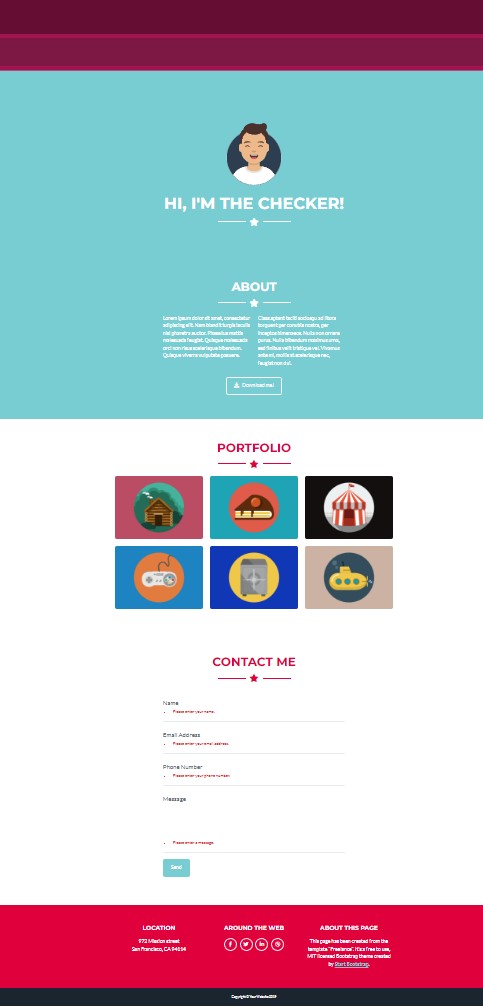 HI, I'M THE CHECKER!
ABOUT
Lorem ipsum dolor sit amet, consectetur
adipiscing elit. Nam blandit turpis iaculis
nisl pharetra auctor. Phasellus mattis
malesuada feugiat. Quisque malesuada
orci non risus scelerisque bibendum.
Quisque viverra vulputate posuere.
Class aptent taciti sociosqu ad litora
torquent per conubia nostra, per
inceptos himenaeos. Nulla non ornare
purus. Nulla bibendum maximus urna,
sed finibus velit tristique vel. Vivamus
ante mi, mollis at scelerisque nec,
feugiat non dui.
Download me!
PORTFOLIO
CONTACT ME
Name
Please enter your name.
Email Address
Please enter your email address.
Phone Number
Please enter your phone number.
Message
Please enter a message.
Send
LOCATION
972 Mission street
San Francisco, CA 94014
AROUND THE WEB
ABOUT THIS PAGE
This page has been created from the
template "Freelance". It's a free to use,
MIT licensed Bootstrap theme created
by Start Bootstrap.
Copyright © Your Website 2019